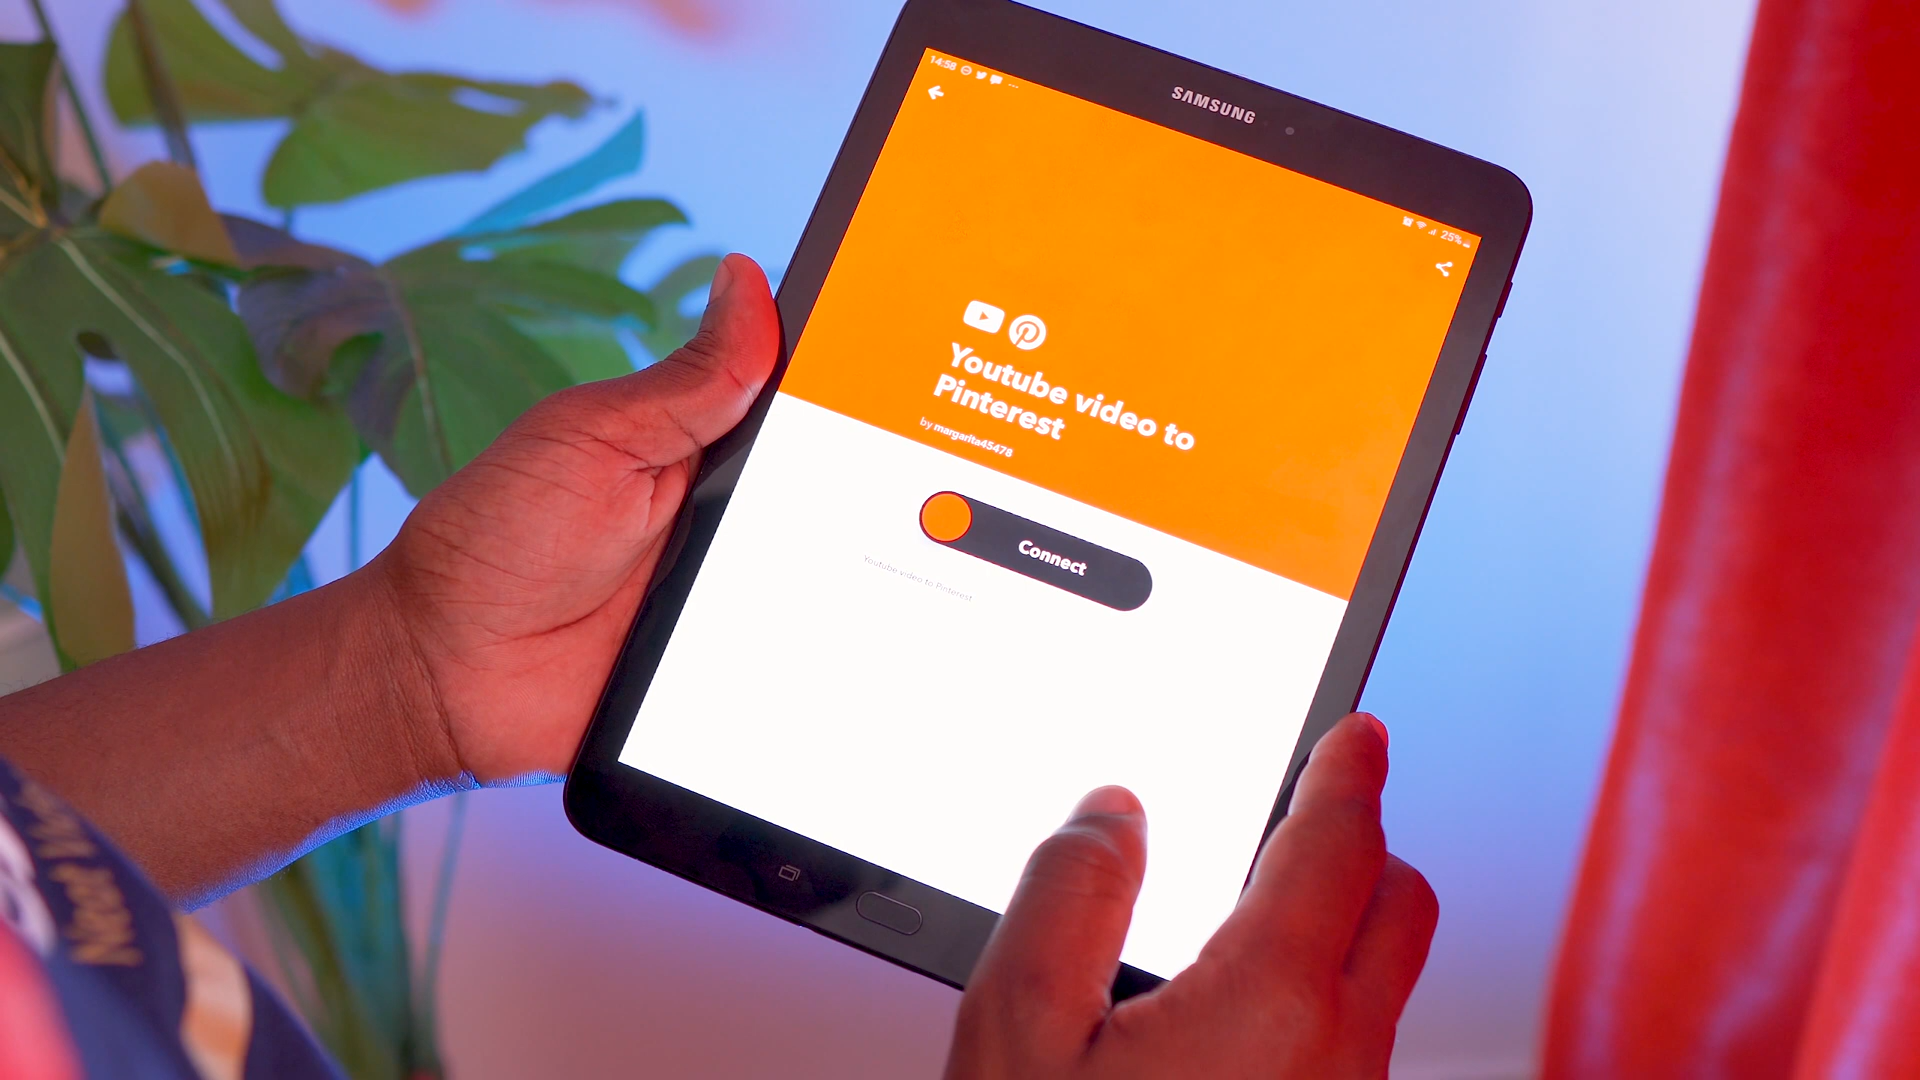 14:58
25%
SAMSUNG
Youtube video to
Pinterest
by margarita45478
Connect
Youtube video to Pinterest